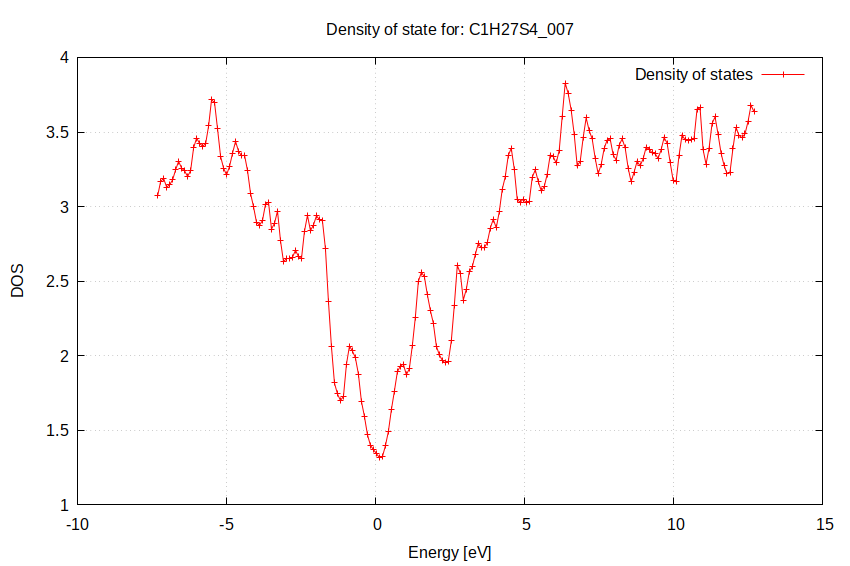 Density of state for: C1H27S4_007
Density of states
4
3.5
3
2.5
2
1.5
1
DOS
-10 -5 0 5 10 15
Energy [eV]